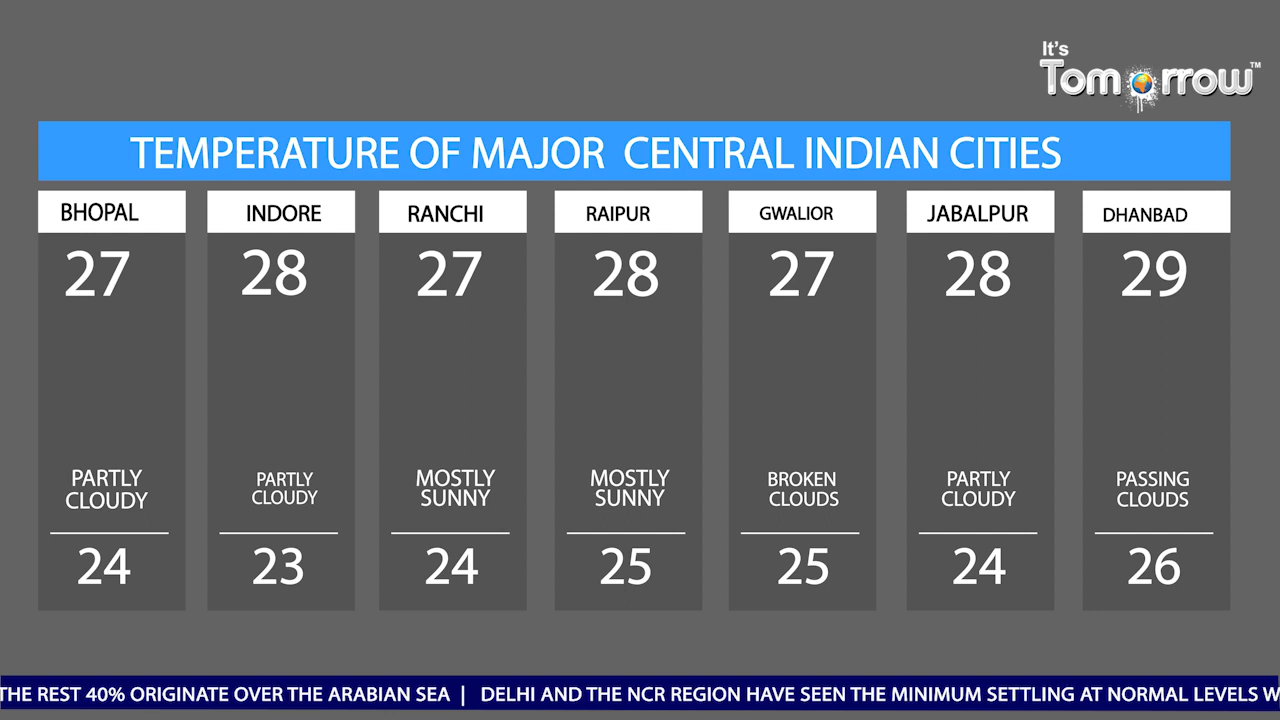 It's
Tomorrow™
TEMPERATURE OF MAJOR CENTRAL INDIAN CITIES
BHOPAL
27
PARTLY
CLOUDY
24
INDORE
28
PARTLY
CLOUDY
23
RANCHI
27
MOSTLY
SUNNY
24
RAIPUR
28
MOSTLY
SUNNY
25
GWALIOR
27
BROKEN
CLOUDS
25
JABALPUR
28
PARTLY
CLOUDY
24
DHANBAD
29
PASSING
CLOUDS
26
THE REST 40% ORIGINATE OVER THE ARABIAN SEA | DELHI AND THE NCR REGION HAVE SEEN THE MINIMUM SETTLING AT NORMAL LEVELS